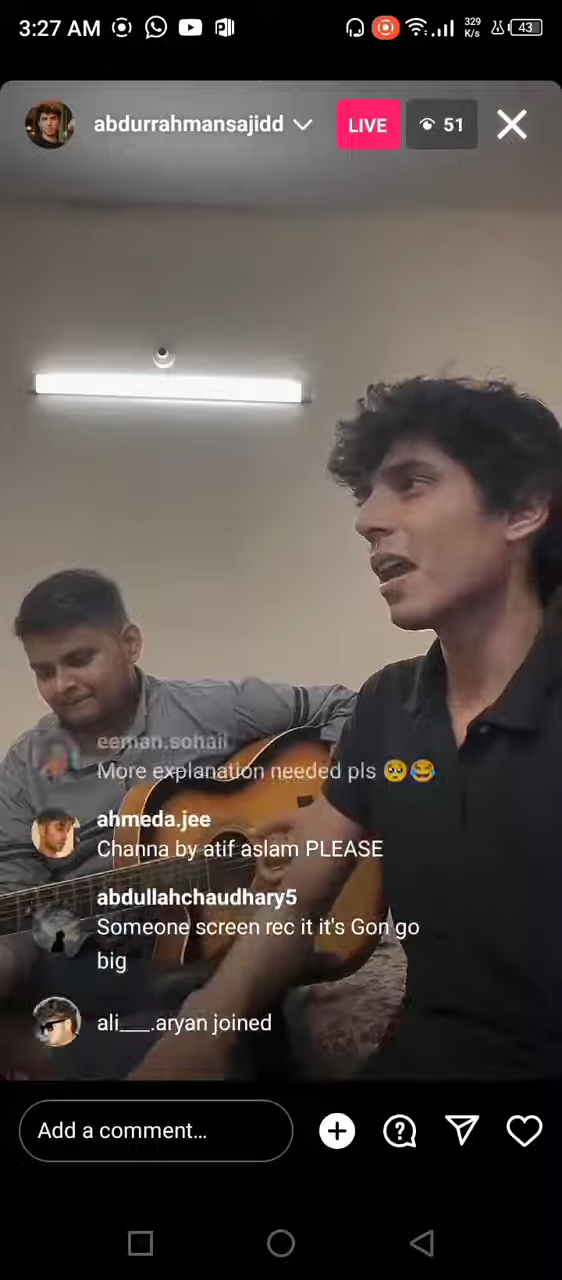 3:27 AM
329
K/s
43
abdurrahmansajidd
LIVE
51
eeman.sohail
More explanation needed pls 🥺😂
ahmeda.jee
Channa by atif aslam PLEASE
abdullahchaudhary5
Someone screen rec it it's Gon go
big
ali___.aryan joined
Add a comment...